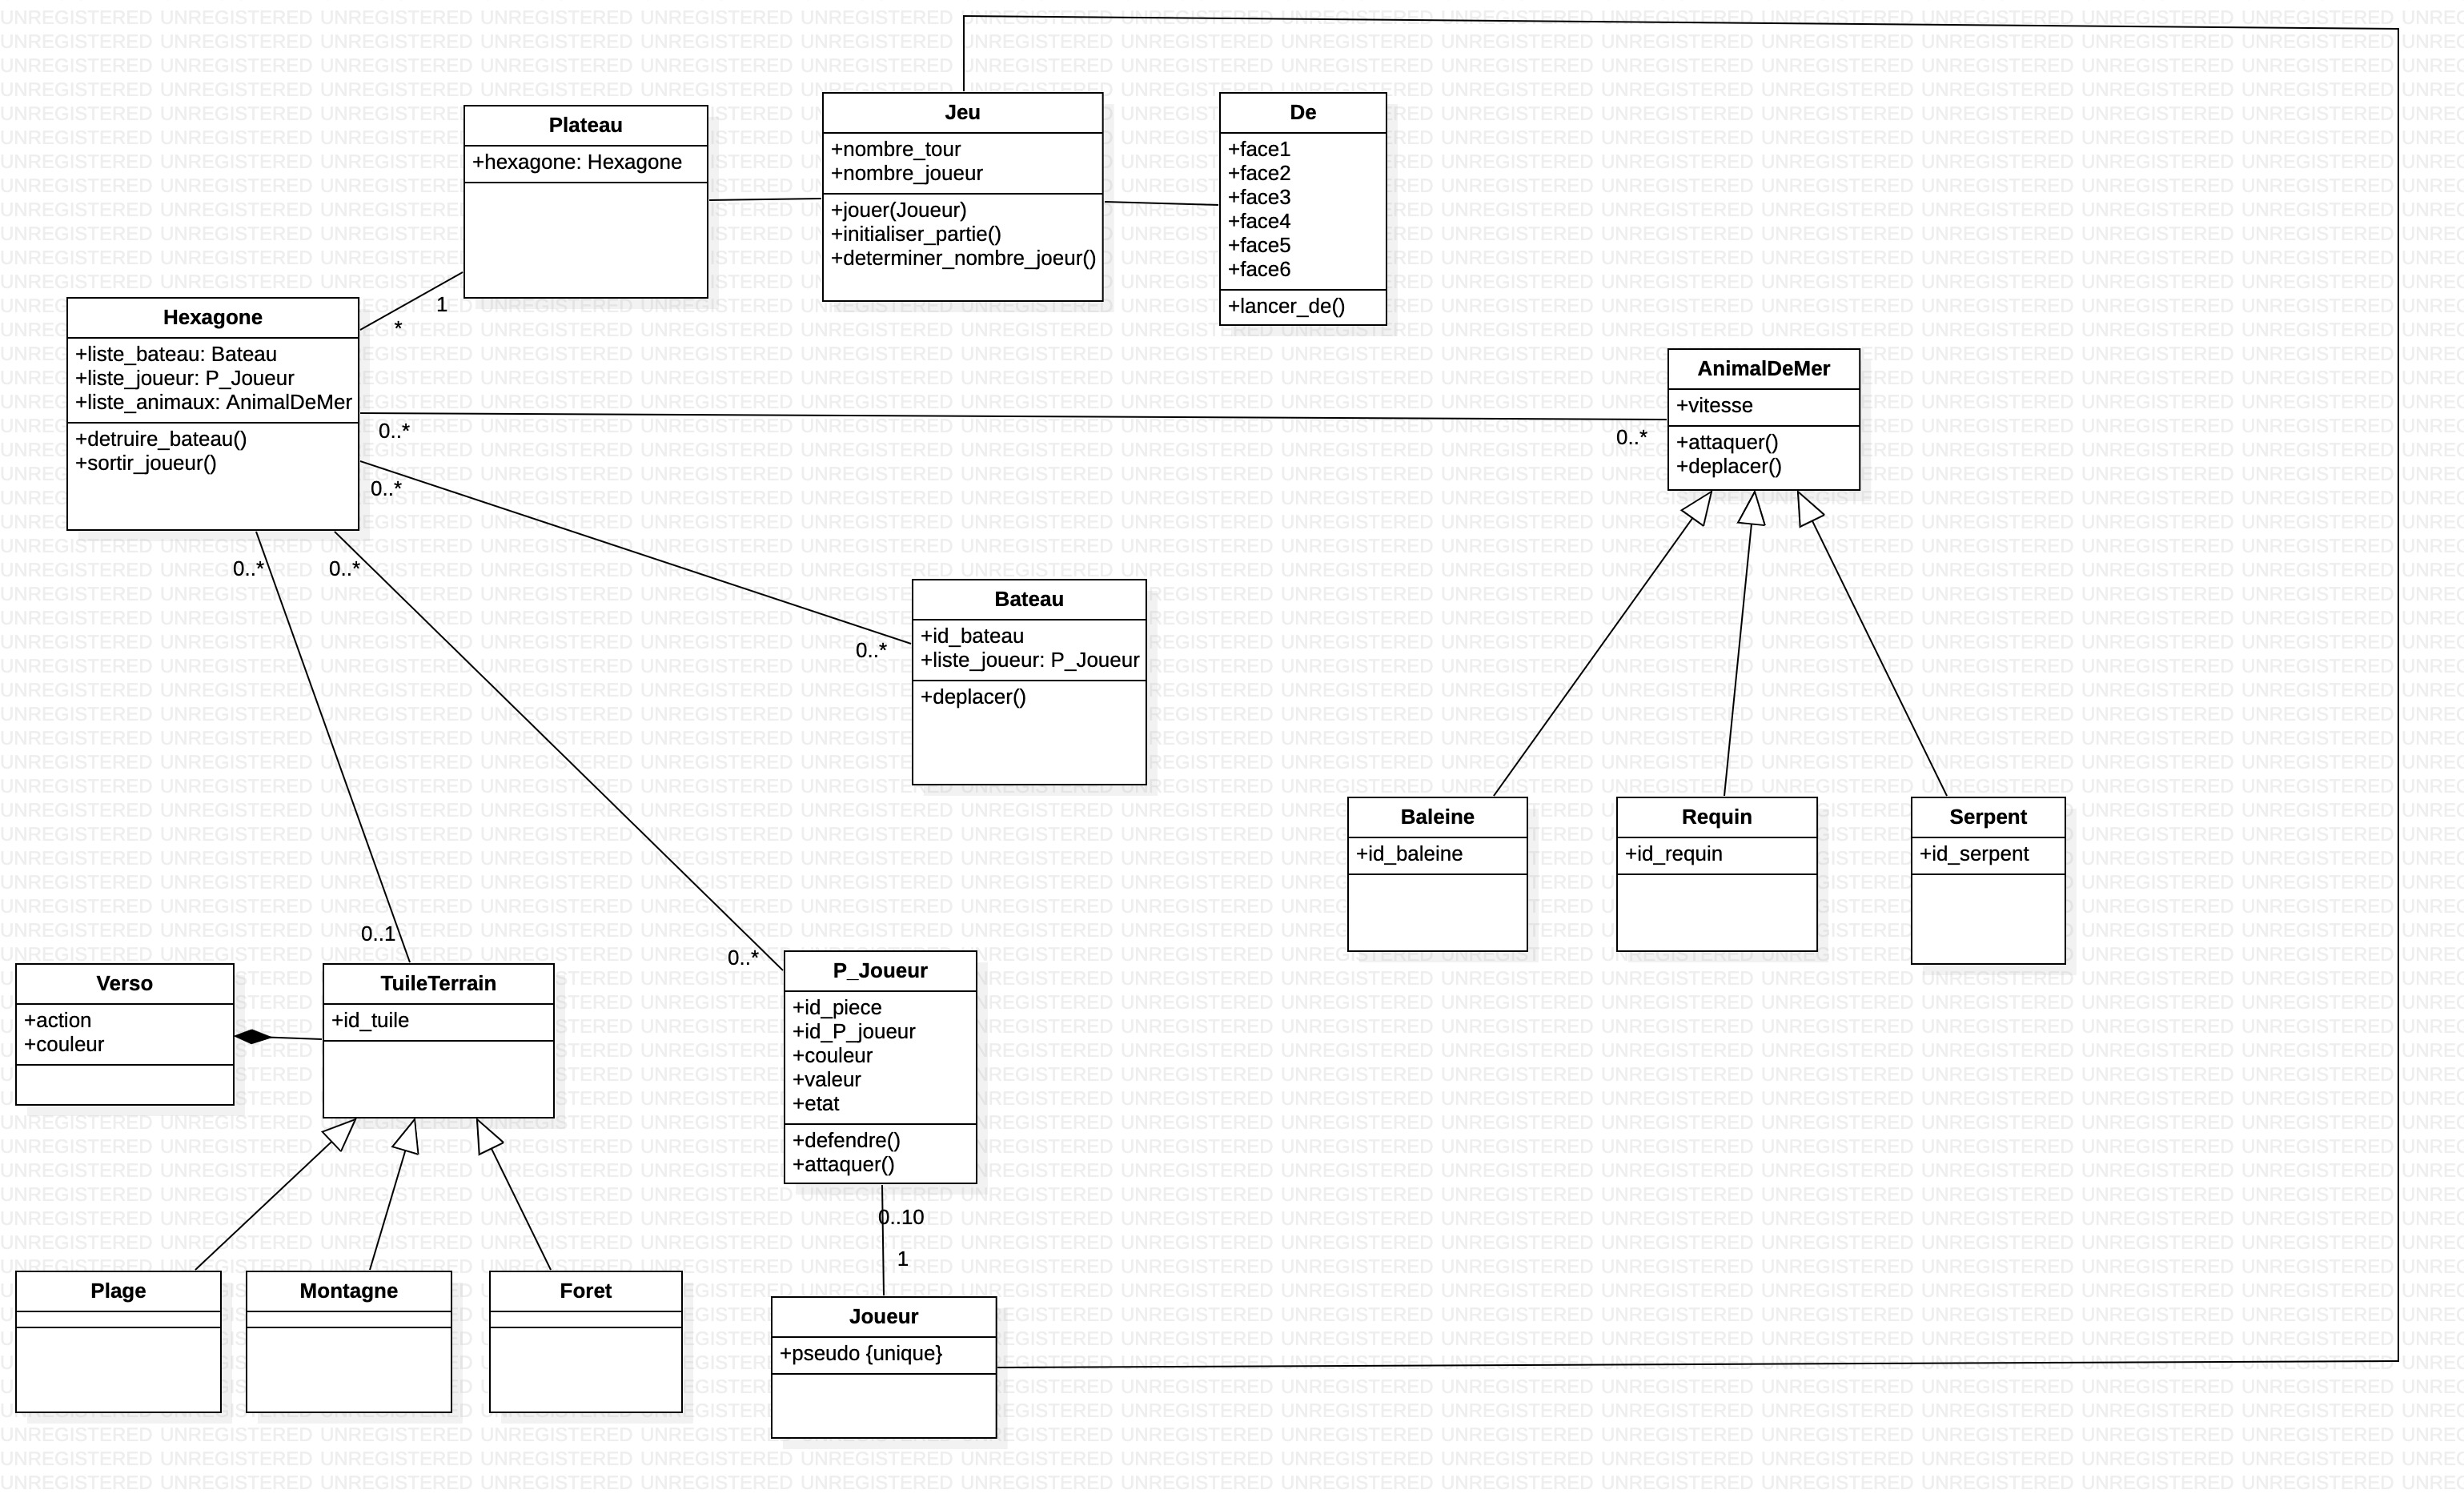 Plateau
+hexagone: Hexagone
Jeu
+nombre_tour
+nombre_joueur
+jouer(Joueur)
+initialiser_partie()
+determiner_nombre_joeur()
De
+face1
+face2
+face3
+face4
+face5
+face6
+lancer_de()
1
*
Hexagone
+liste_bateau: Bateau
+liste_joueur: P_Joueur
+liste_animaux: AnimalDeMer
+detruire_bateau()
+sortir_joueur()
0..*
0..*
AnimalDeMer
+vitesse
+attaquer()
+deplacer()
0..*
0..*
0..*
0..*
Bateau
+id_bateau
+liste_joueur: P_Joueur
+deplacer()
Baleine
+id_baleine
Requin
+id_requin
Serpent
+id_serpent
0..1
0..*
Verso
+action
+couleur
TuileTerrain
+id_tuile
P_Joueur
+id_piece
+id_P_joueur
+couleur
+valeur
+etat
+defendre()
+attaquer()
0..10
1
Plage
Montagne
Foret
Joueur
+pseudo {unique}
UNREGISTERED